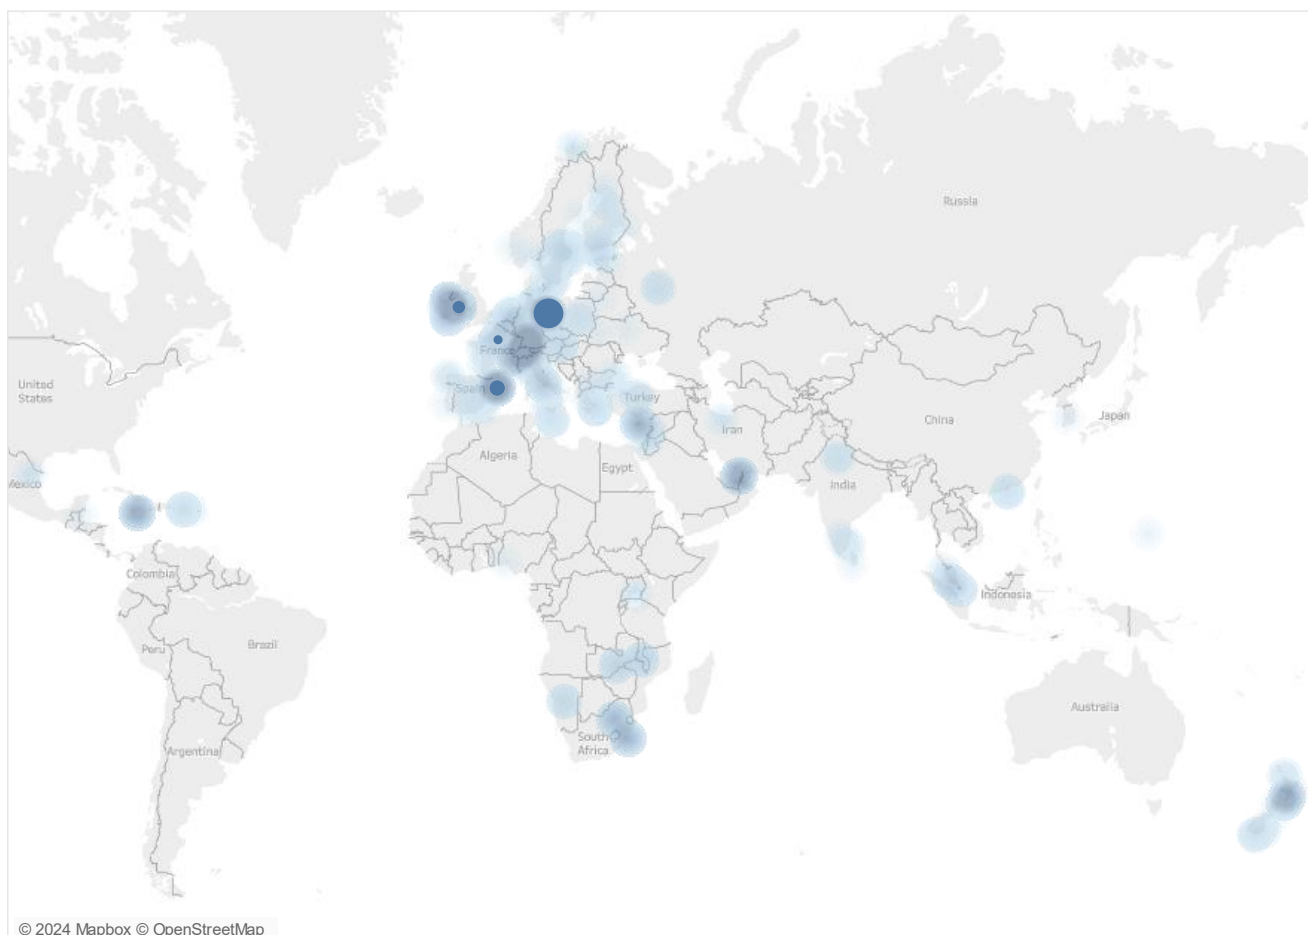 Russia
United
States
France
Spain
Turkey
China
Japan
Iran
Algeria
Egypt
Mexico
India
Colombia
Indonesia
Peru
Brazil
Australia
South
Africa
Argentina
© 2024 Mapbox © OpenStreetMap